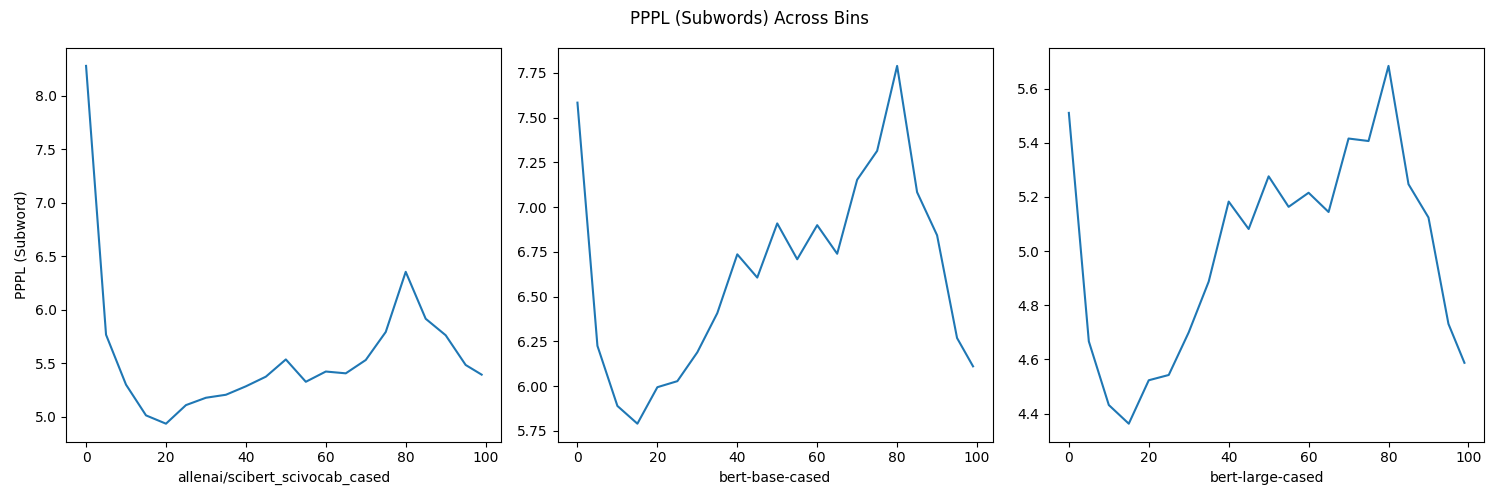 PPPL (Subwords) Across Bins
PPPL (Subword)
8.0
7.5
7.0
6.5
6.0
5.5
5.0
0 20 40 60 80 100
allenai/scibert_scivocab_cased
7.75
7.50
7.25
7.00
6.75
6.50
6.25
6.00
5.75
0 20 40 60 80 100
bert-base-cased
5.6
5.4
5.2
5.0
4.8
4.6
4.4
0 20 40 60 80 100
bert-large-cased